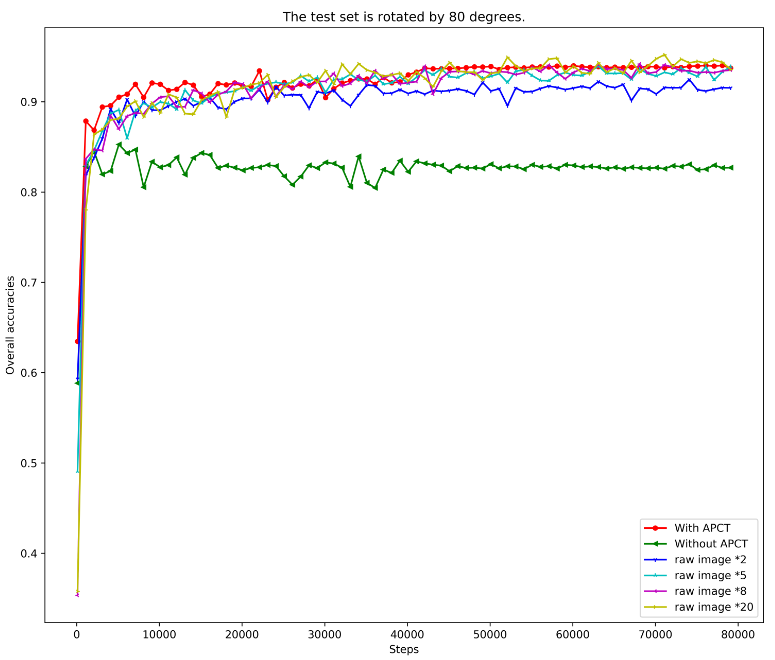 The test set is rotated by 80 degrees.
Overall accuracies
0.9
0.8
0.7
0.6
0.5
0.4
With APCT
Without APCT
raw image *2
raw image *5
raw image *8
raw image *20
0 10000 20000 30000 40000 50000 60000 70000 80000
Steps